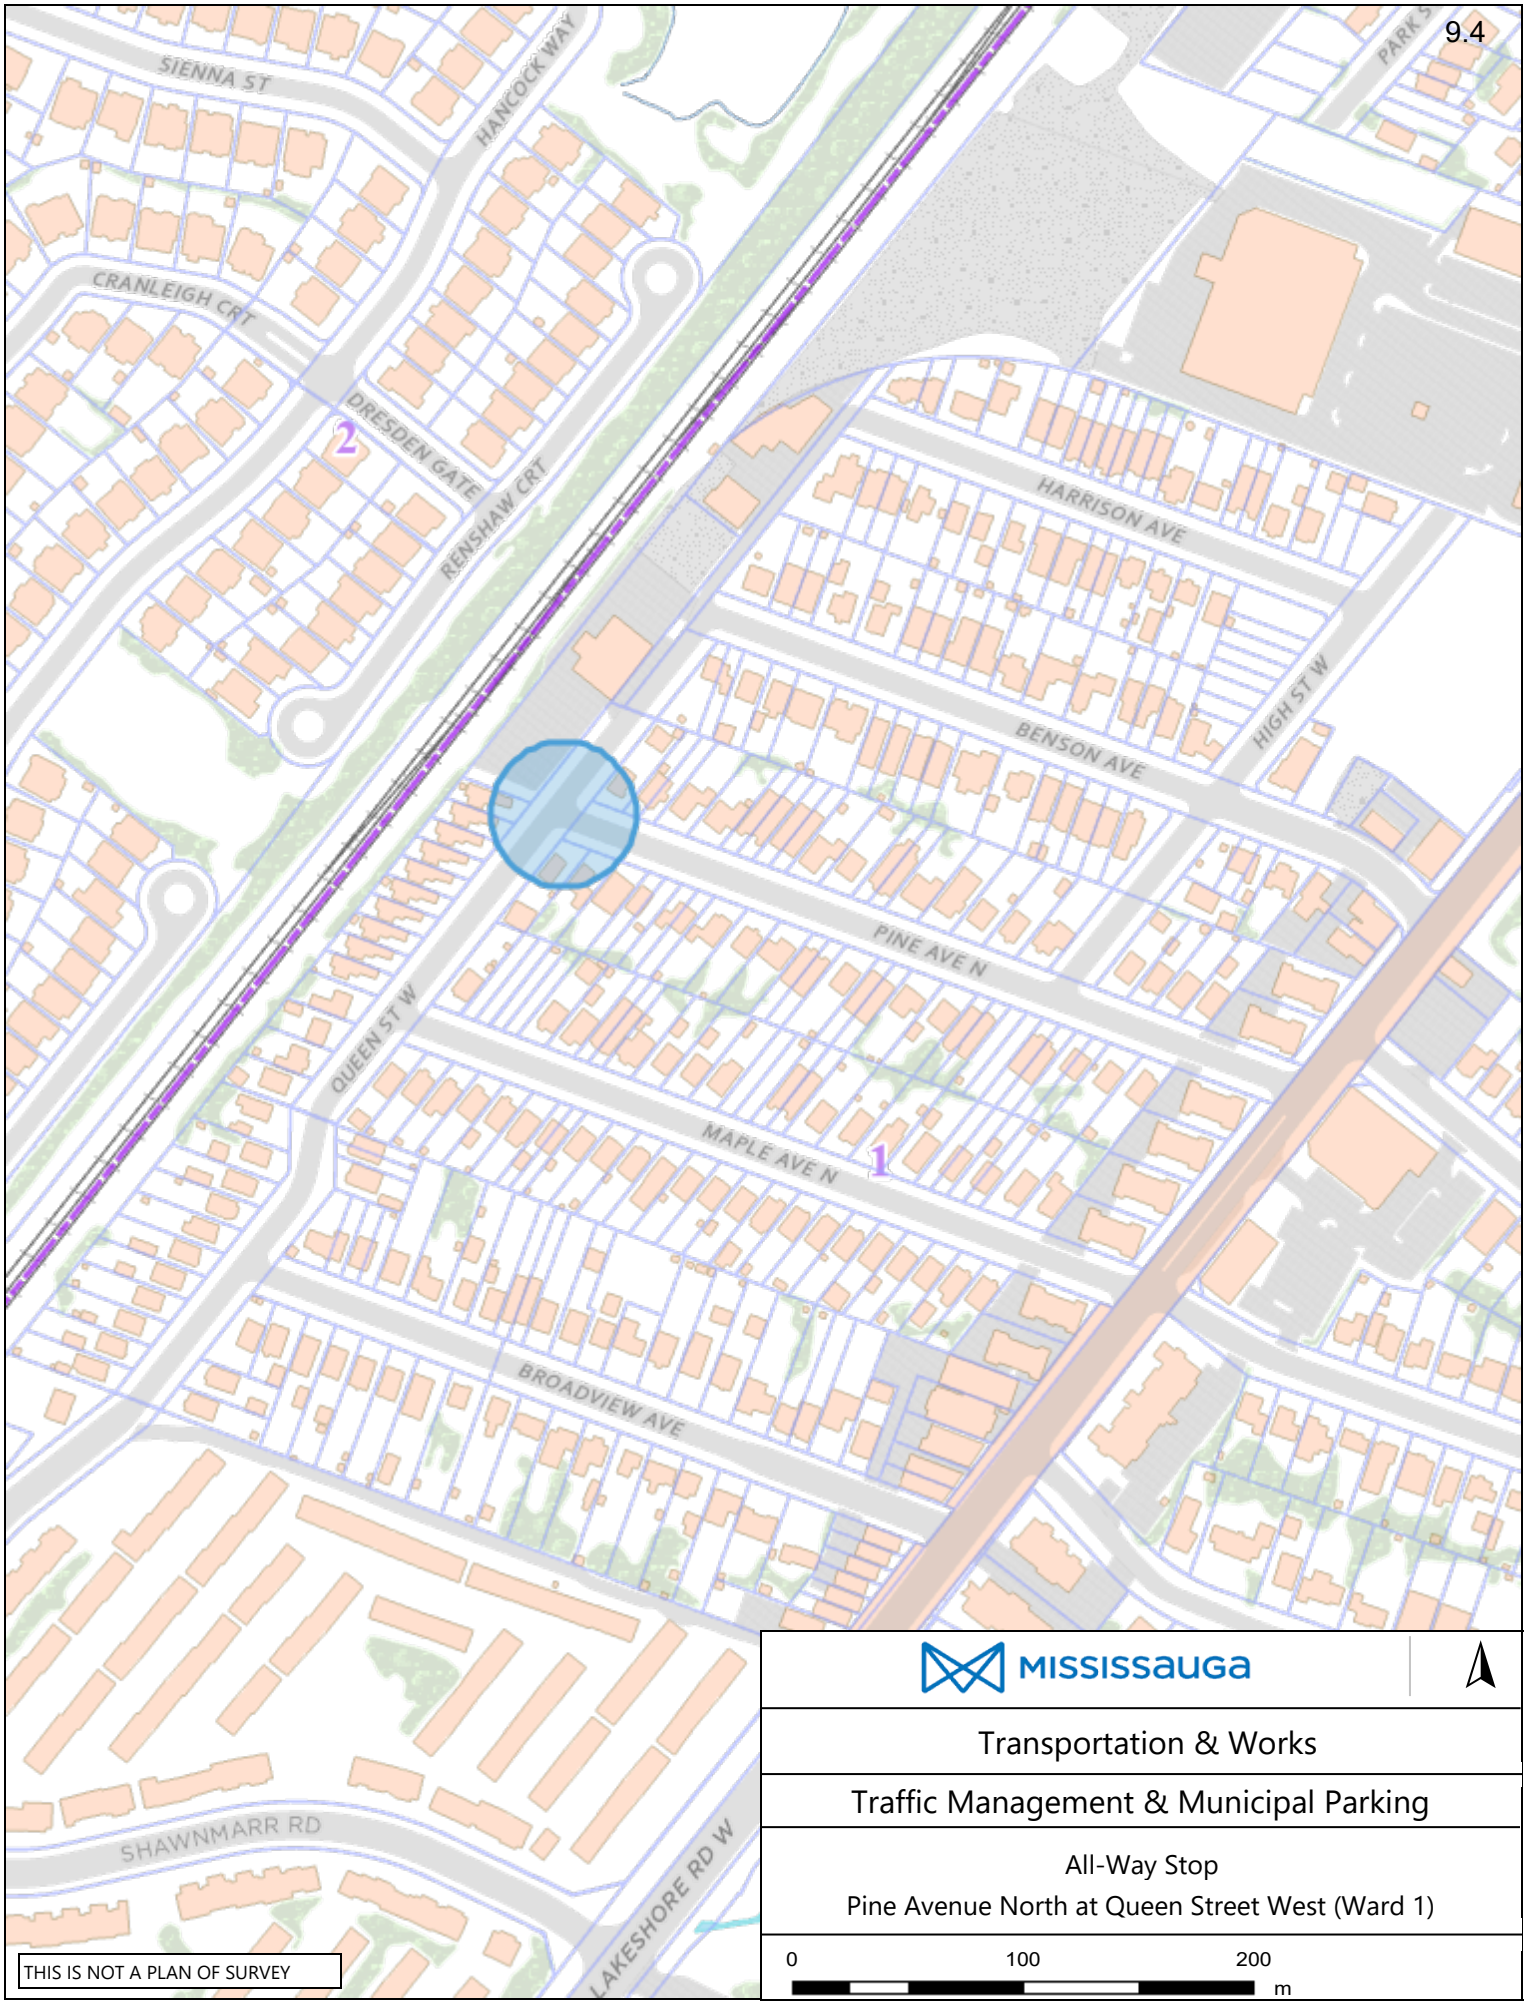 9.4
PARK S
SIENNA ST
HANCOCK WAY
CRANLEIGH CRT
DRESDEN GATE
2
RENSHAW CRT
HARRISON AVE
HIGH ST W
BENSON AVE
PINE AVE N
QUEEN ST W
MAPLE AVE N
1
BROADVIEW AVE
SHAWNMARR RD
LAKESHORE RD W
MISSISSAUGA
Transportation & Works
Traffic Management & Municipal Parking
All-Way Stop
Pine Avenue North at Queen Street West (Ward 1)
0 100 200
m
THIS IS NOT A PLAN OF SURVEY